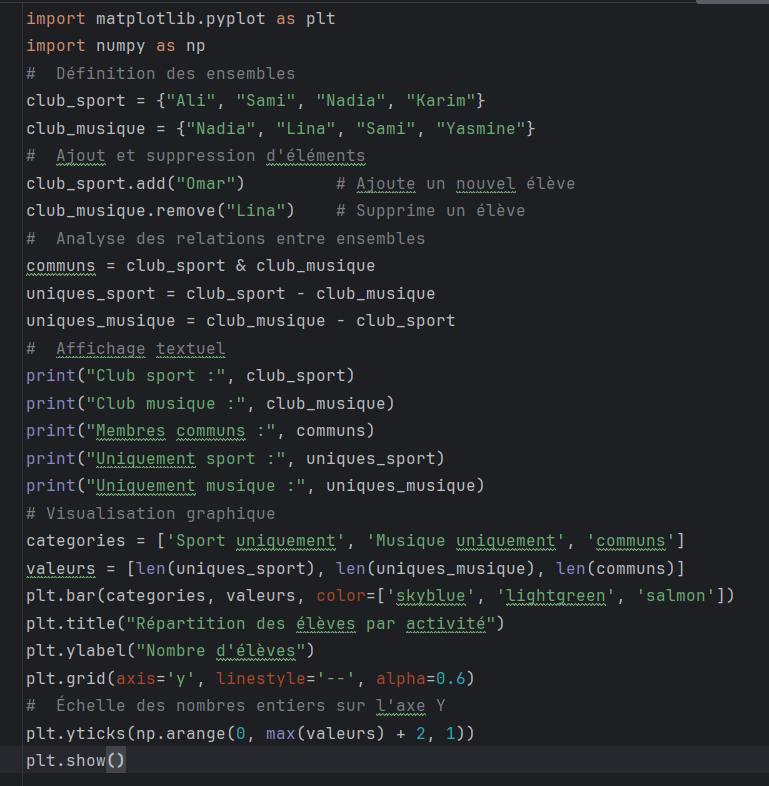 import matplotlib.pyplot as plt
import numpy as np
#  Définition des ensembles
club_sport = {"Ali", "Sami", "Nadia", "Karim"}
club_musique = {"Nadia", "Lina", "Sami", "Yasmine"}
#  Ajout et suppression d'éléments
club_sport.add("Omar")         # Ajoute un nouvel élève
club_musique.remove("Lina")    # Supprime un élève
#  Analyse des relations entre ensembles
communs = club_sport & club_musique
uniques_sport = club_sport - club_musique
uniques_musique = club_musique - club_sport
#  Affichage textuel
print("Club sport :", club_sport)
print("Club musique :", club_musique)
print("Membres communs :", communs)
print("Uniquement sport :", uniques_sport)
print("Uniquement musique :", uniques_musique)
# Visualisation graphique
categories = ['Sport uniquement', 'Musique uniquement', 'communs']
valeurs = [len(uniques_sport), len(uniques_musique), len(communs)]
plt.bar(categories, valeurs, color=['skyblue', 'lightgreen', 'salmon'])
plt.title("Répartition des élèves par activité")
plt.ylabel("Nombre d'élèves")
plt.grid(axis='y', linestyle='--', alpha=0.6)
#  Échelle des nombres entiers sur l'axe Y
plt.yticks(np.arange(0, max(valeurs) + 2, 1))
plt.show()